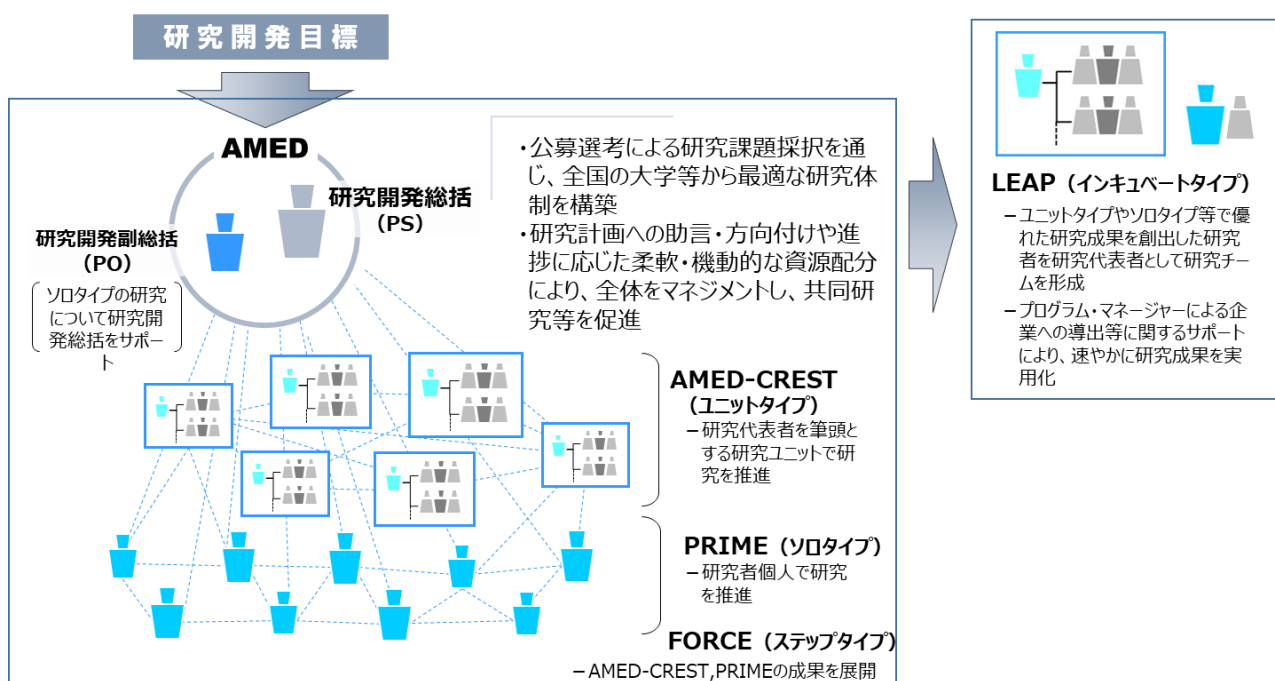 研究開発目標
AMED
研究開発総括
(PS)
研究開発副総括
(PO)
ソロタイプの研究
について研究開
発総括をサポー
ト
・公募選考による研究課題採択を通
じ、全国の大学等から最適な研究体
制を構築
・研究計画への助言・方向付けや進
捗に応じた柔軟・機動的な資源配分
により、全体をマネジメントし、共同研
究等を促進
AMED-CREST
(ユニットタイプ)
－研究代表者を筆頭と
する研究ユニットで研
究を推進
PRIME (ソロタイプ)
－研究者個人で研究
を推進
FORCE (ステップタイプ)
－AMED-CREST,PRIMEの成果を展開
LEAP (インキュベートタイプ)
－ユニットタイプやソロタイプ等で優
れた研究成果を創出した研究
者を研究代表者として研究チー
ムを形成
－プログラム・マネージャーによる企
業への導出等に関するサポート
により、速やかに研究成果を実
用化